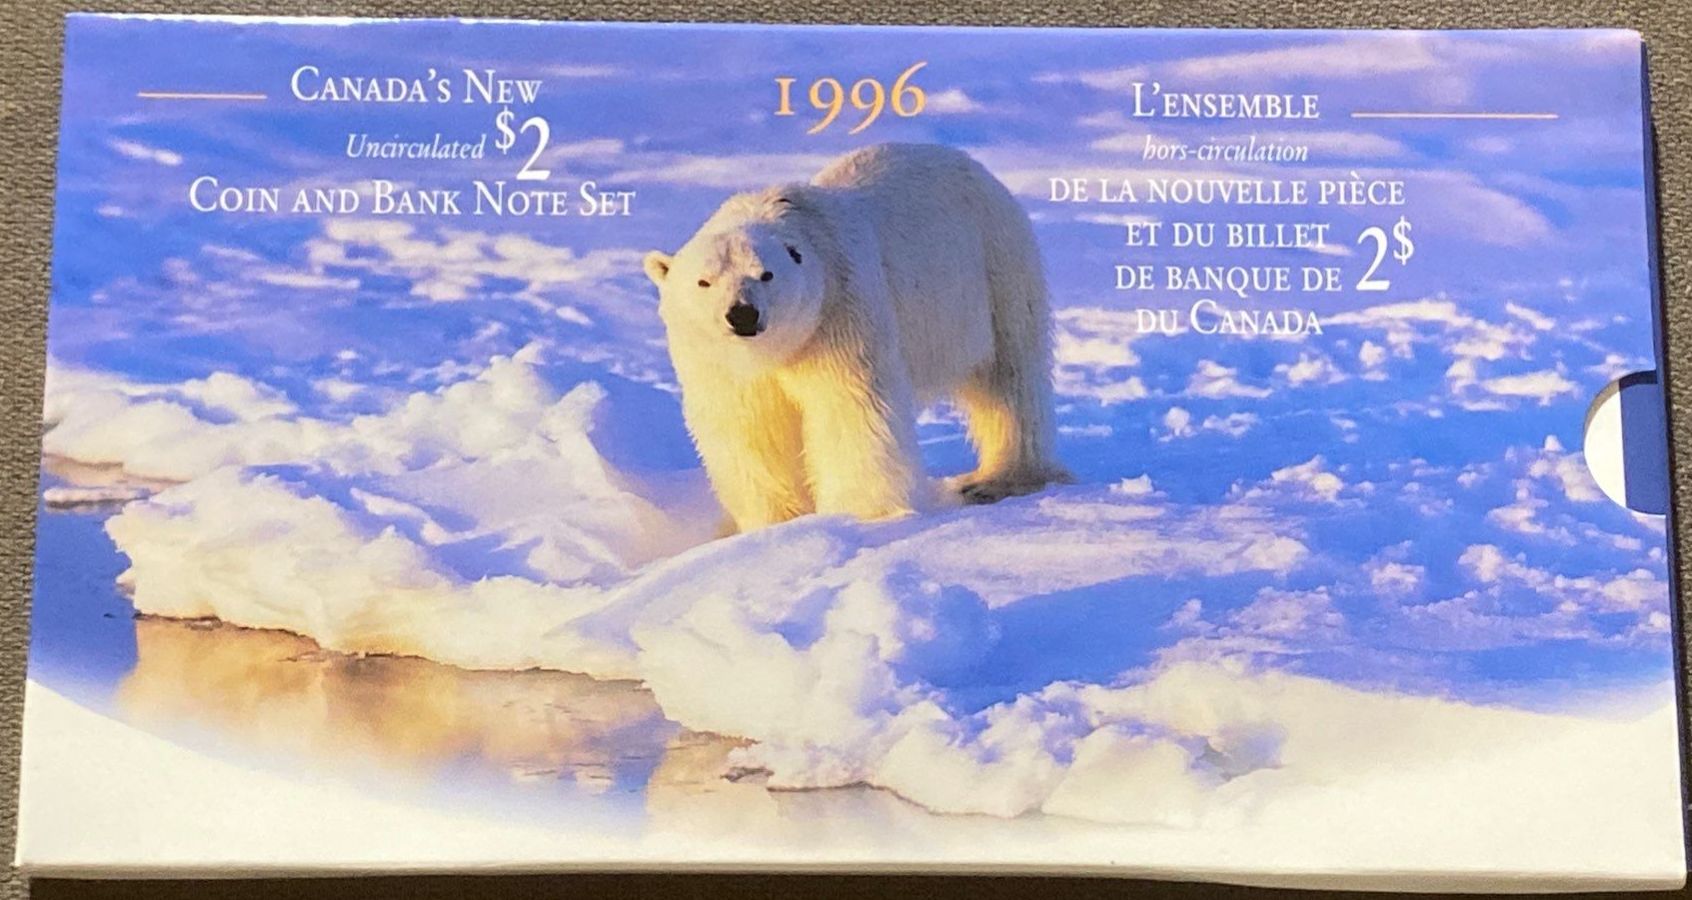 CANADA'S NEW
Uncirculated $2
COIN AND BANK NOTE SET
1996
L'ENSEMBLE
hors-circulation
DE LA NOUVELLE PIÈCE
ET DU BILLET
DE BANQUE DE 2$
DU CANADA